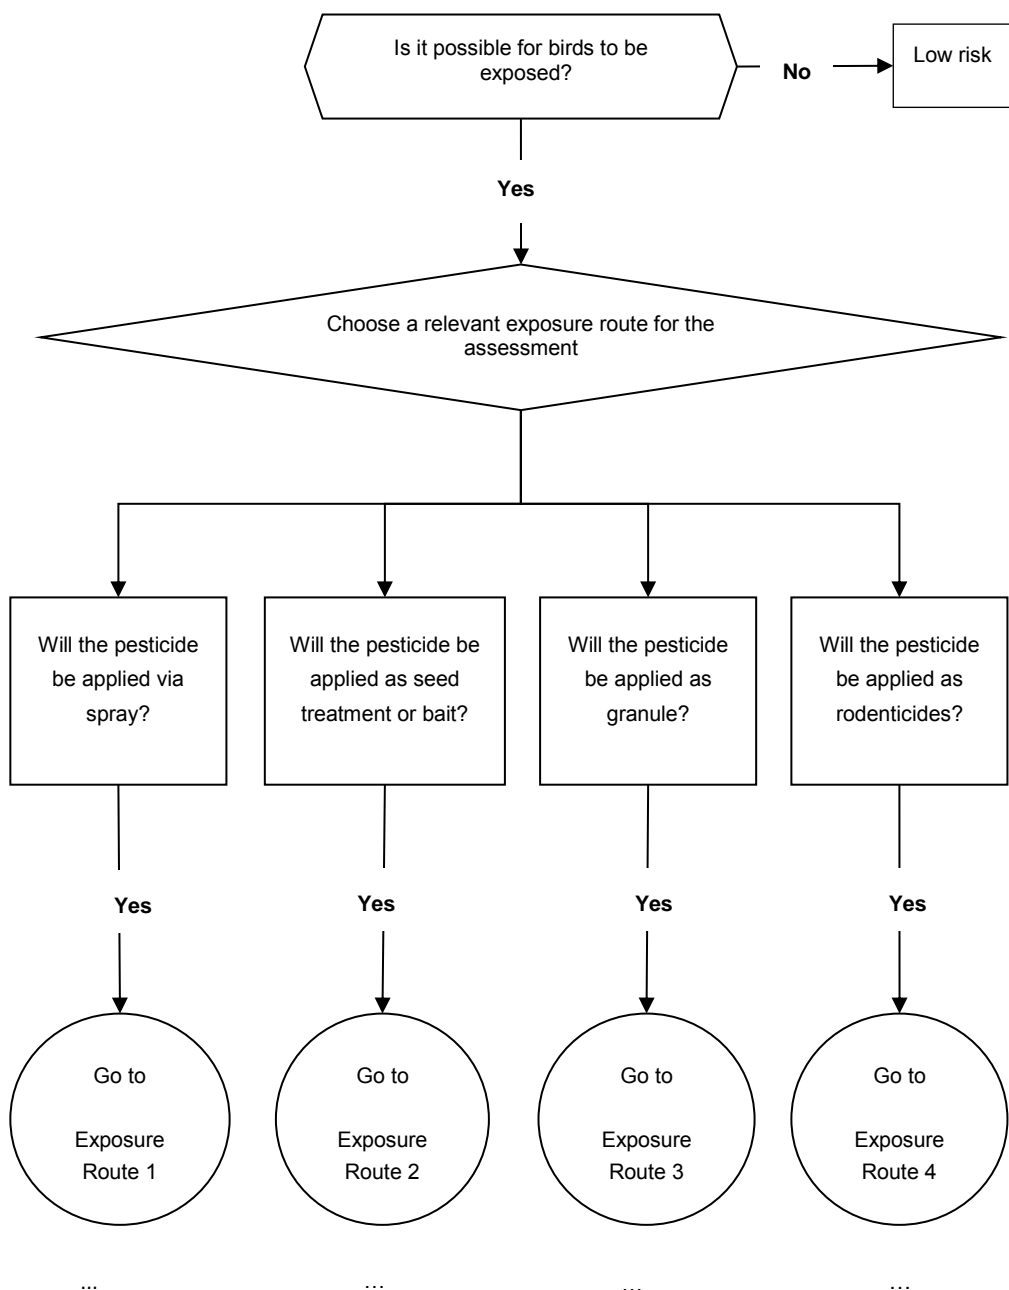 Is it possible for birds to be
exposed?
No
Low risk
Yes
Choose a relevant exposure route for the
assessment
Will the pesticide
be applied via
spray?
Will the pesticide be
applied as seed
treatment or bait?
Will the pesticide
be applied as
granule?
Will the pesticide
be applied as
rodenticides?
Yes
Yes
Yes
Yes
Go to
Exposure
Route 1
Go to
Exposure
Route 2
Go to
Exposure
Route 3
Go to
Exposure
Route 4
...
...
...
...